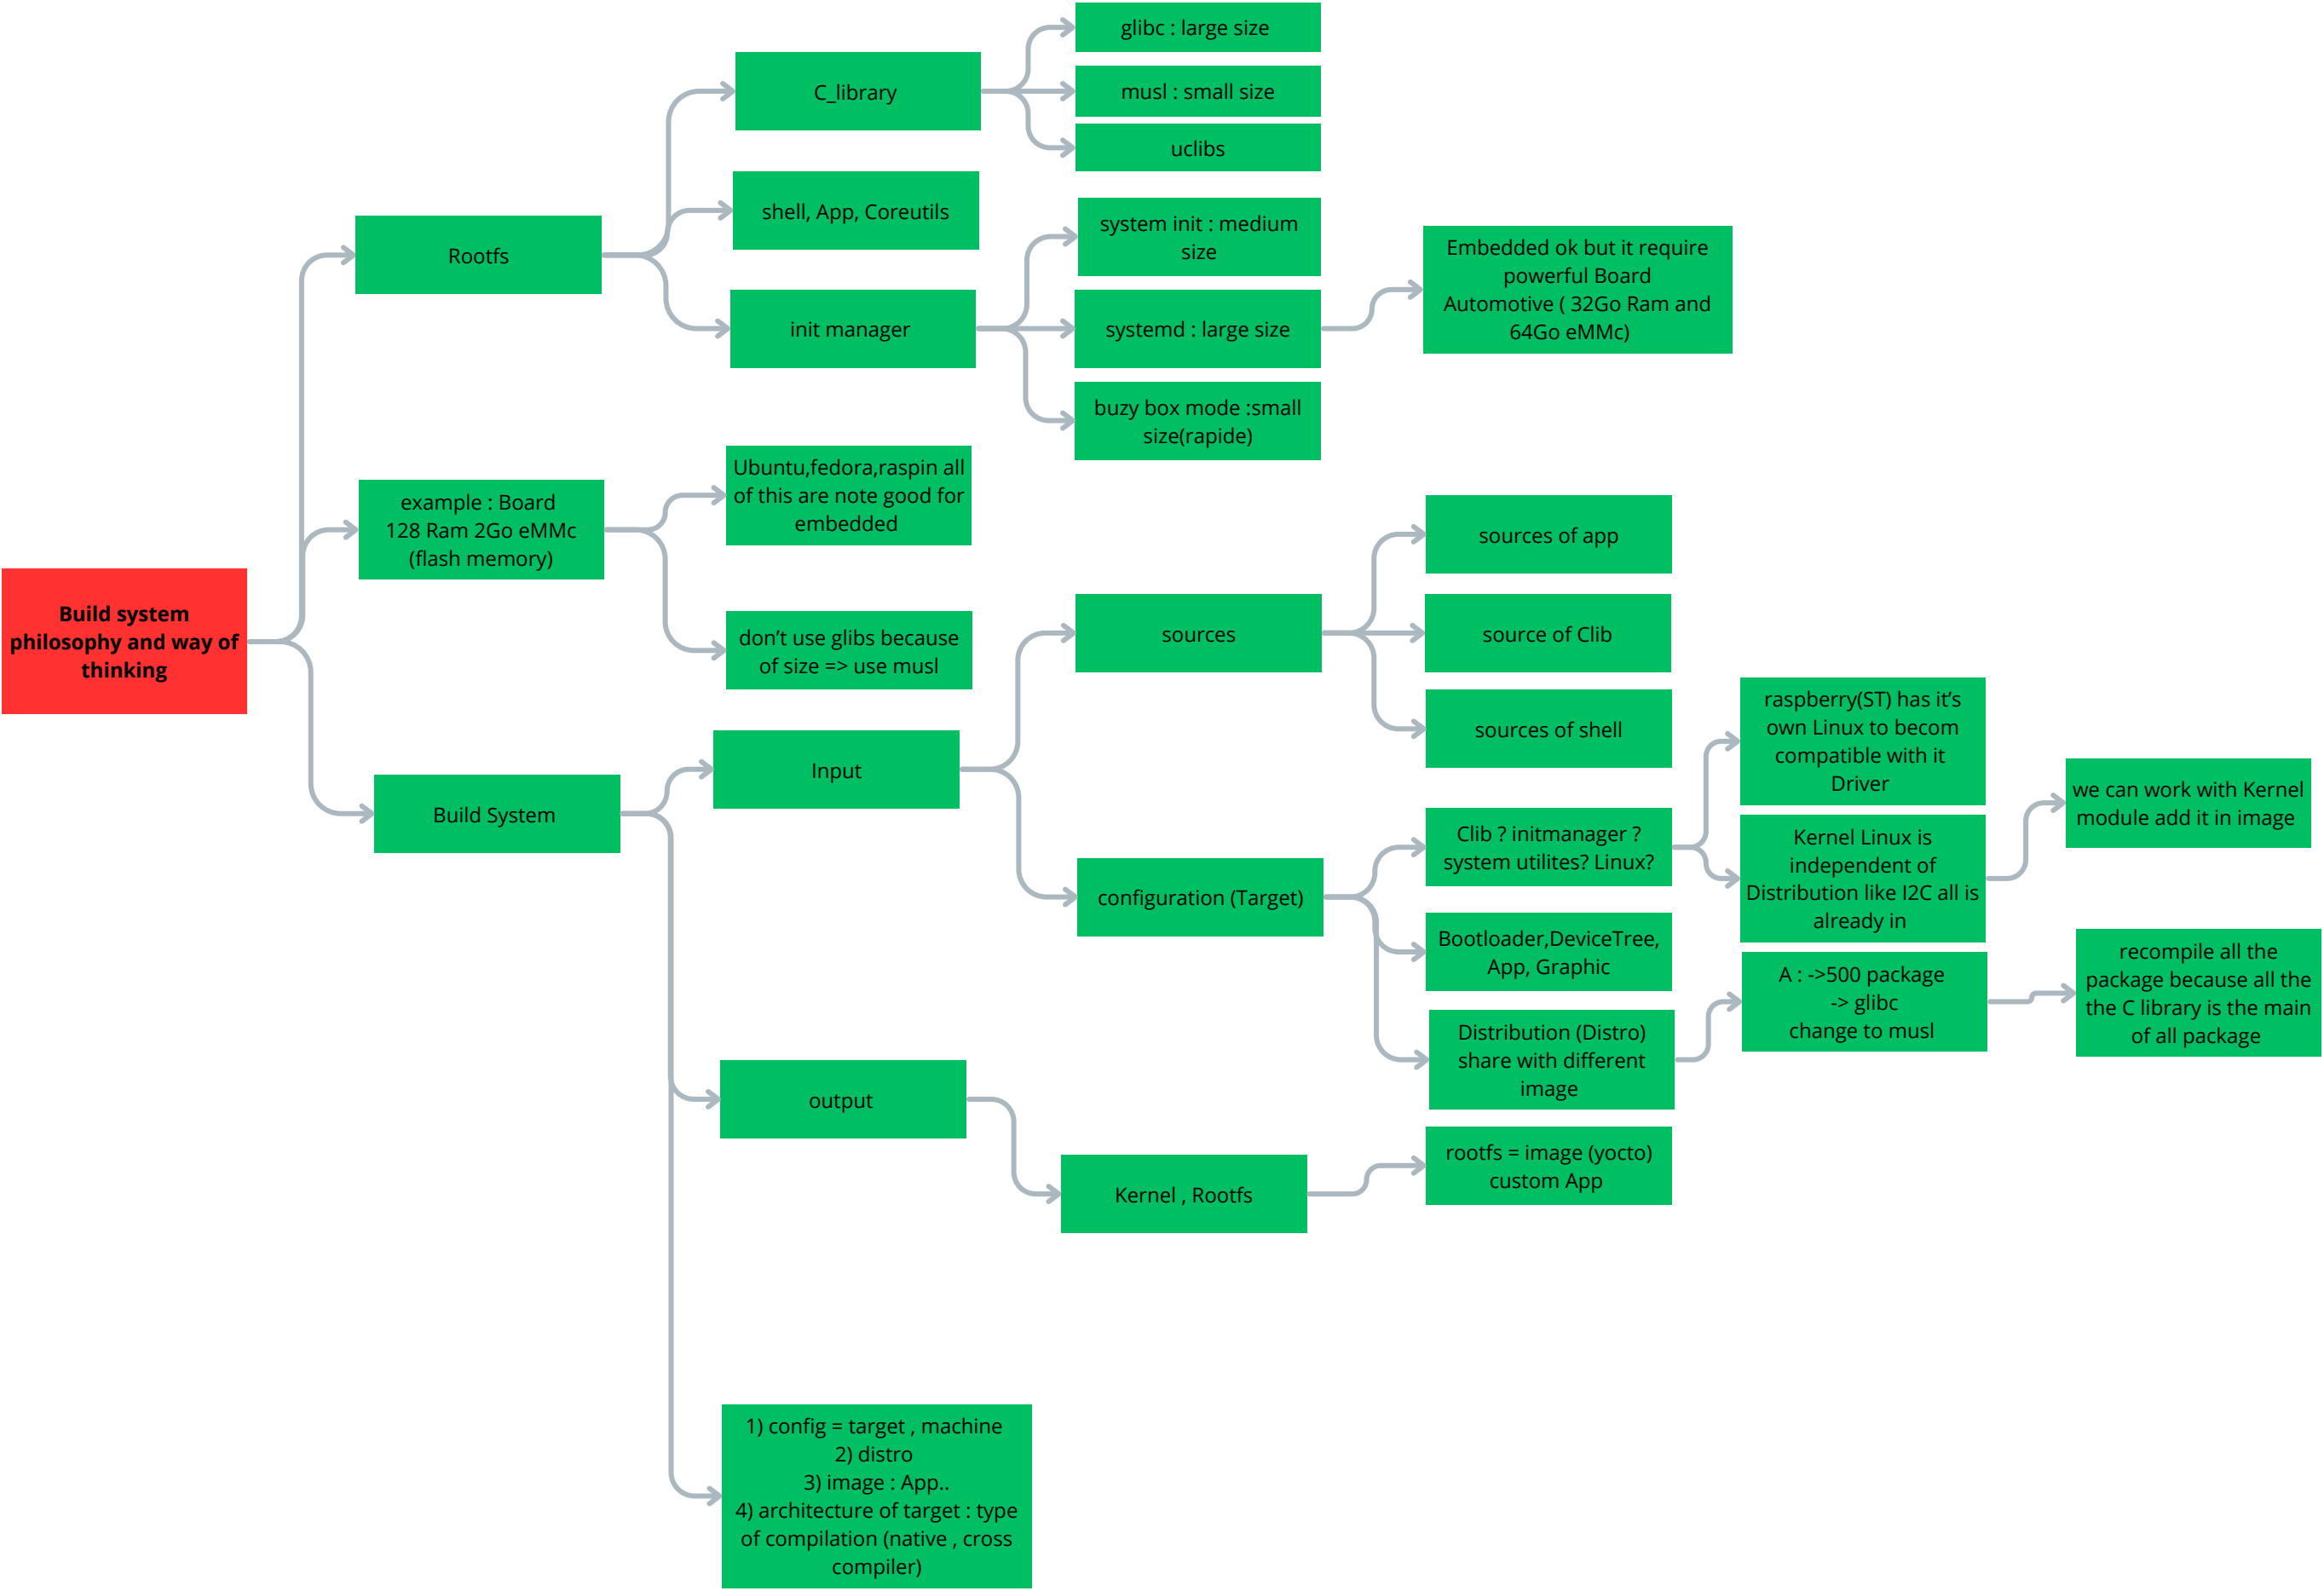 glibc : large size
C_library
musl : small size
uclibs
shell, App, Coreutils
system init : medium
size
Rootfs
Embedded ok but it require
powerful Board
Automotive ( 32Go Ram and
64Go eMMc)
init manager
systemd : large size
buzy box mode :small
size(rapide)
Ubuntu,fedora,raspin all
of this are note good for
embedded
example : Board
128 Ram 2Go eMMc
(flash memory)
don't use glibs because
of size => use musl
Build system
philosophy and way of
thinking
sources of app
sources
source of Clib
sources of shell
Input
Build System
raspberry(ST) has it's
own Linux to becom
compatible with it
Driver
we can work with Kernel
module add it in image
Clib ? initmanager ?
system utilites? Linux?
Kernel Linux is
independent of
Distribution like I2C all is
already in
configuration (Target)
Bootloader,DeviceTree,
App, Graphic
A : ->500 package
-> glibc
change to musl
recompile all the
package because all the
the C library is the main
of all package
Distribution (Distro)
share with different
image
output
Kernel , Rootfs
rootfs = image (yocto)
custom App
1) config = target , machine
2) distro
3) image : App..
4) architecture of target : type
of compilation (native , cross
compiler)